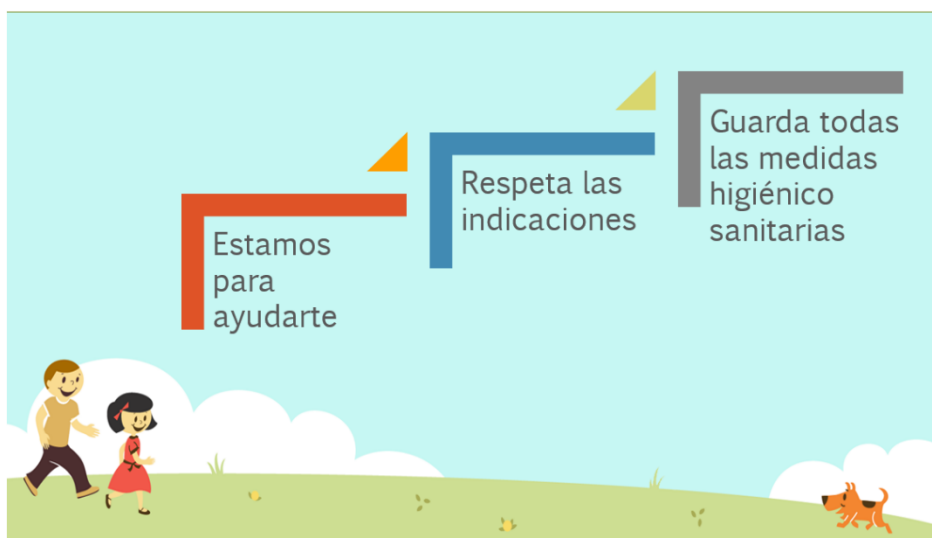 Estamos
para
ayudarte
Respeta las
indicaciones
Guarda todas
las medidas
higiénico
sanitarias